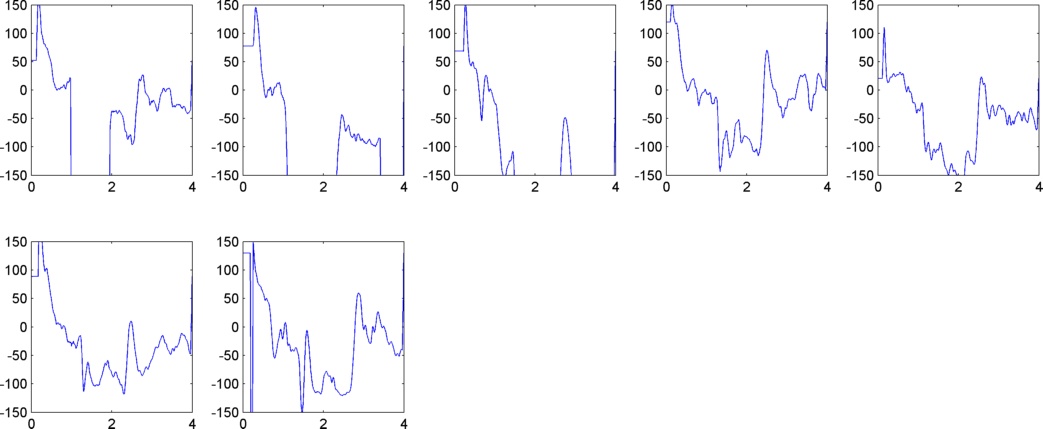 150 150 150 150 150
100 100 100 100 100
50 50 50 50 50
0 0 0 0 0
-50 -50 -50 -50 -50
-100 -100 -100 -100 -100
-150 -150 -150 -150 -150
0 2 4 0 2 4 0 2 4 0 2 4 0 2 4
150 150
100 100
50 50
0 0
-50 -50
-100 -100
-150 -150
0 2 4 0 2 4